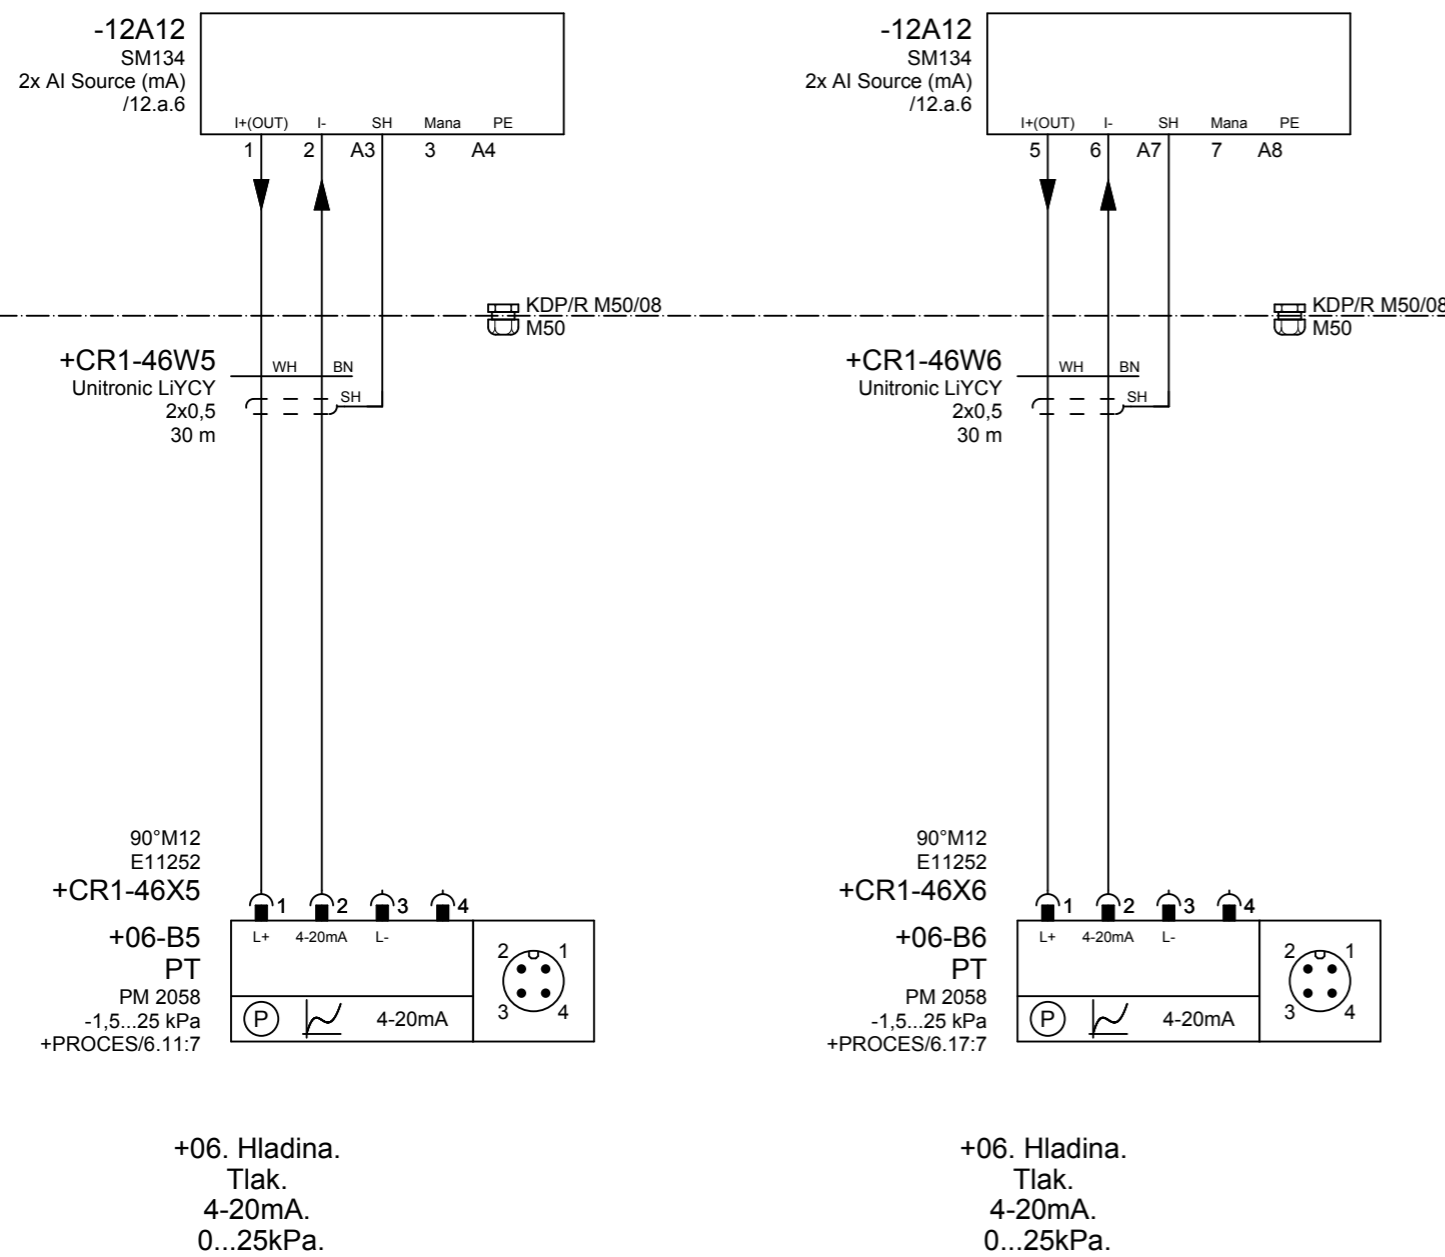 -12A12
SM134
2x AI Source (mA)
/12.a.6
I+(OUT) I- SH Mana PE
1 2 A3 3 A4
KDP/R M50/08
M50
+CR1-46W5
Unitronic LiYCY
2x0,5
30 m
WH BN
SH
90°M12
E11252
+CR1-46X5
1 2 3 4
+06-B5
PT
PM 2058
-1,5...25 kPa
+PROCES/6.11:7
L+ 4-20mA L-
P 4-20mA
2 1
3 4
+06. Hladina.
Tlak.
4-20mA.
0...25kPa.
-12A12
SM134
2x AI Source (mA)
/12.a.6
I+(OUT) I- SH Mana PE
5 6 A7 7 A8
KDP/R M50/08
M50
+CR1-46W6
Unitronic LiYCY
2x0,5
30 m
WH BN
SH
90°M12
E11252
+CR1-46X6
1 2 3 4
+06-B6
PT
PM 2058
-1,5...25 kPa
+PROCES/6.17:7
L+ 4-20mA L-
P 4-20mA
2 1
3 4
+06. Hladina.
Tlak.
4-20mA.
0...25kPa.